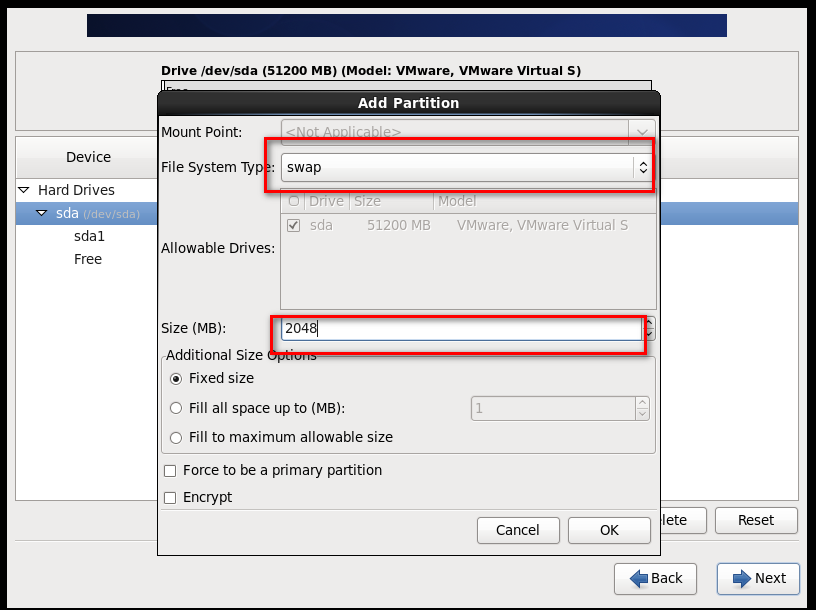 Drive /dev/sda (51200 MB) (Model: VMware, VMware Virtual S)
Free
Add Partition
Mount Point: <Not Applicable>
File System Type: swap
Drive Size Model
sda 51200 MB VMware, VMware Virtual S
Allowable Drives:
Size (MB): 2048
Additional Size Options
Fixed size
Fill all space up to (MB): 1
Fill to maximum allowable size
Force to be a primary partition
Encrypt
Cancel OK
Device
Hard Drives
sda (/dev/sda)
sda1
Free
lete Reset
Back Next